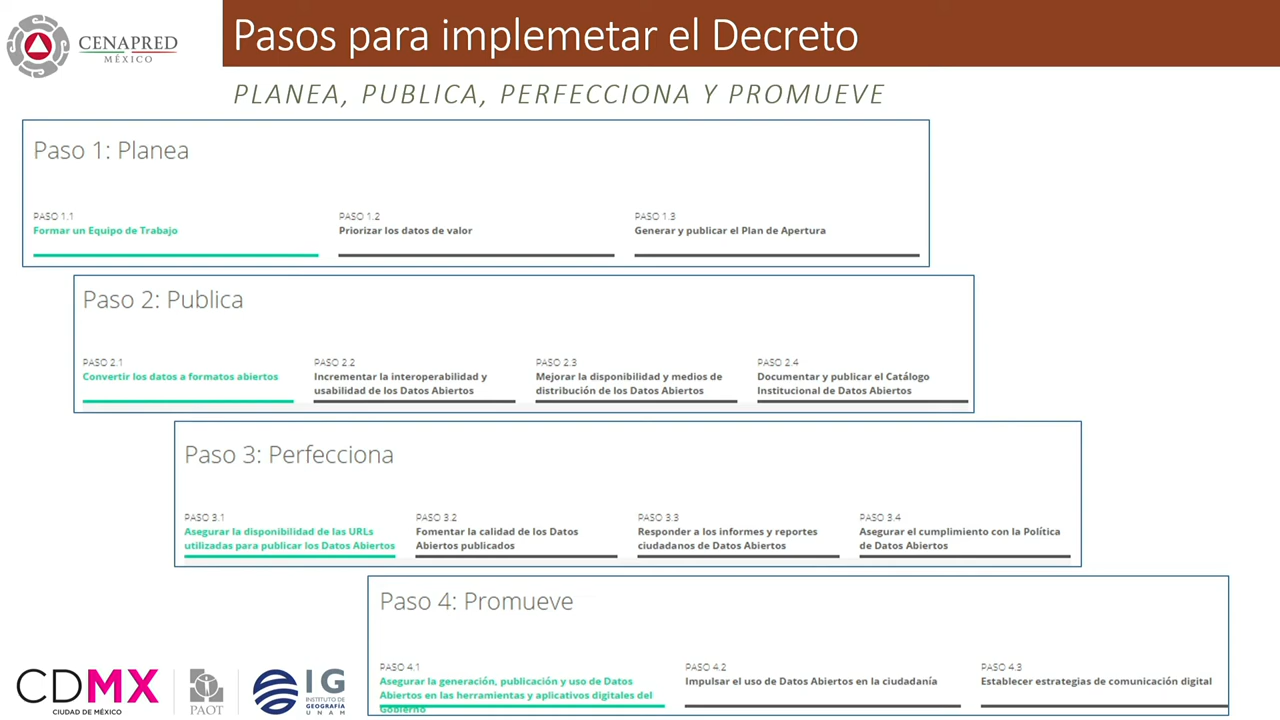 CENAPRED
MÉXICO
Pasos para implemetar el Decreto
PLANEA, PUBLICA, PERFECCIONA Y PROMUEVE
Paso 1: Planea
PASO 1.1
Formar un Equipo de Trabajo
PASO 1.2
Priorizar los datos de valor
PASO 1.3
Generar y publicar el Plan de Apertura
Paso 2: Publica
PASO 2.1
Convertir los datos a formatos abiertos
PASO 2.2
Incrementar la interoperabilidad y
usabilidad de los Datos Abiertos
PASO 2.3
Mejorar la disponibilidad y medios de
distribución de los Datos Abiertos
PASO 2.4
Documentar y publicar el Catálogo
Institucional de Datos Abiertos
Paso 3: Perfecciona
PASO 3.1
Asegurar la disponibilidad de las URLs
utilizadas para publicar los Datos Abiertos
PASO 3.2
Fomentar la calidad de los Datos
Abiertos publicados
PASO 3.3
Responder a los informes y reportes
ciudadanos de Datos Abiertos
PASO 3.4
Asegurar el cumplimiento con la Política
de Datos Abiertos
Paso 4: Promueve
PASO 4.1
Asegurar la generación, publicación y uso de Datos
Abiertos en las herramientas y aplicativos digitales del
Gobierno
PASO 4.2
Impulsar el uso de Datos Abiertos en la ciudadanía
PASO 4.3
Establecer estrategias de comunicación digital
CDMX
CIUDAD DE MÉXICO
PAOT
IG
INSTITUTO DE
GEOGRAFÍA
UNAM